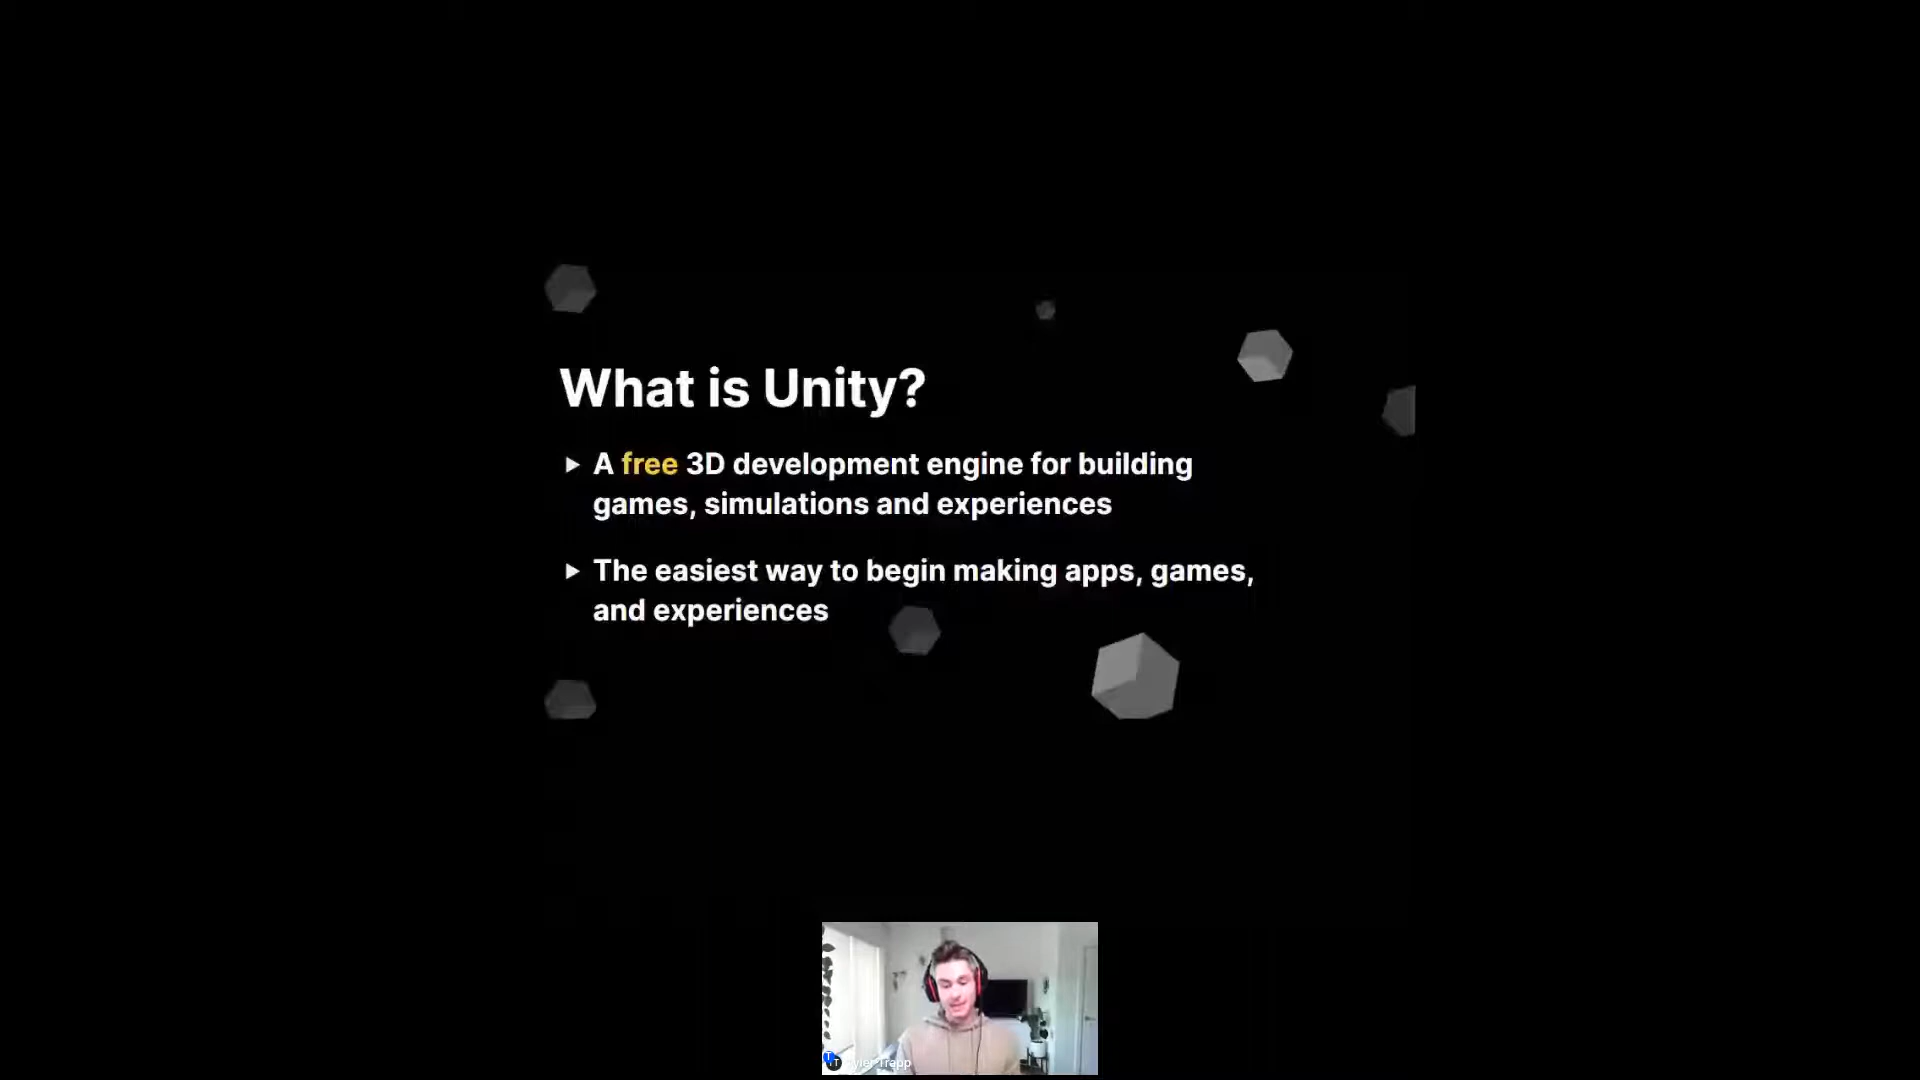 What is Unity?
▶ A free 3D development engine for building
games, simulations and experiences
▶ The easiest way to begin making apps, games,
and experiences
Trepp